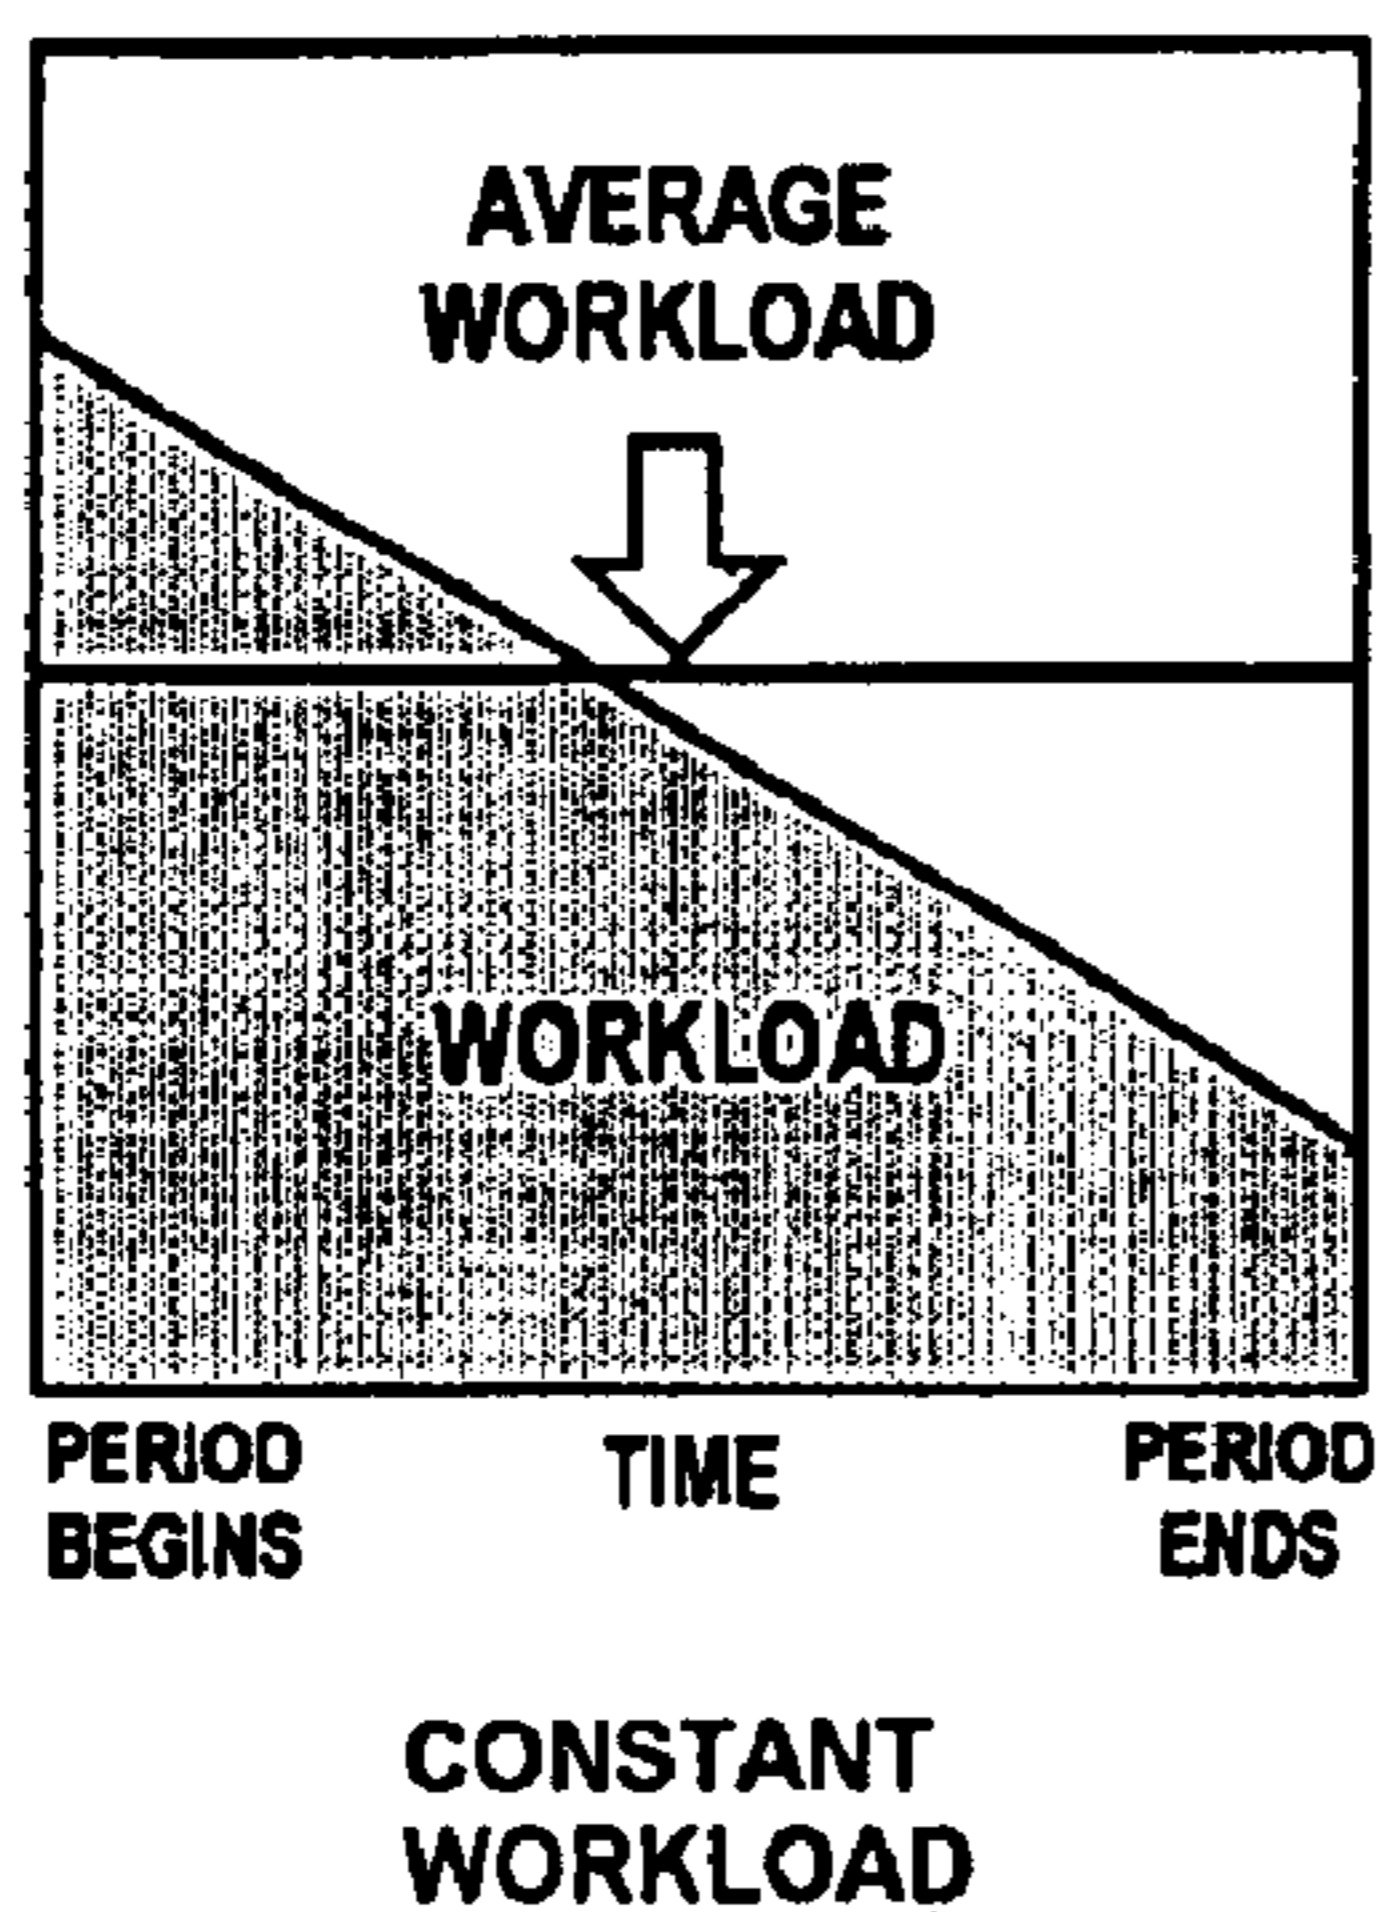 AVERAGE
WORKLOAD
WORKLOAD
PERIOD
BEGINS
TIME
PERIOD
ENDS
CONSTANT
WORKLOAD